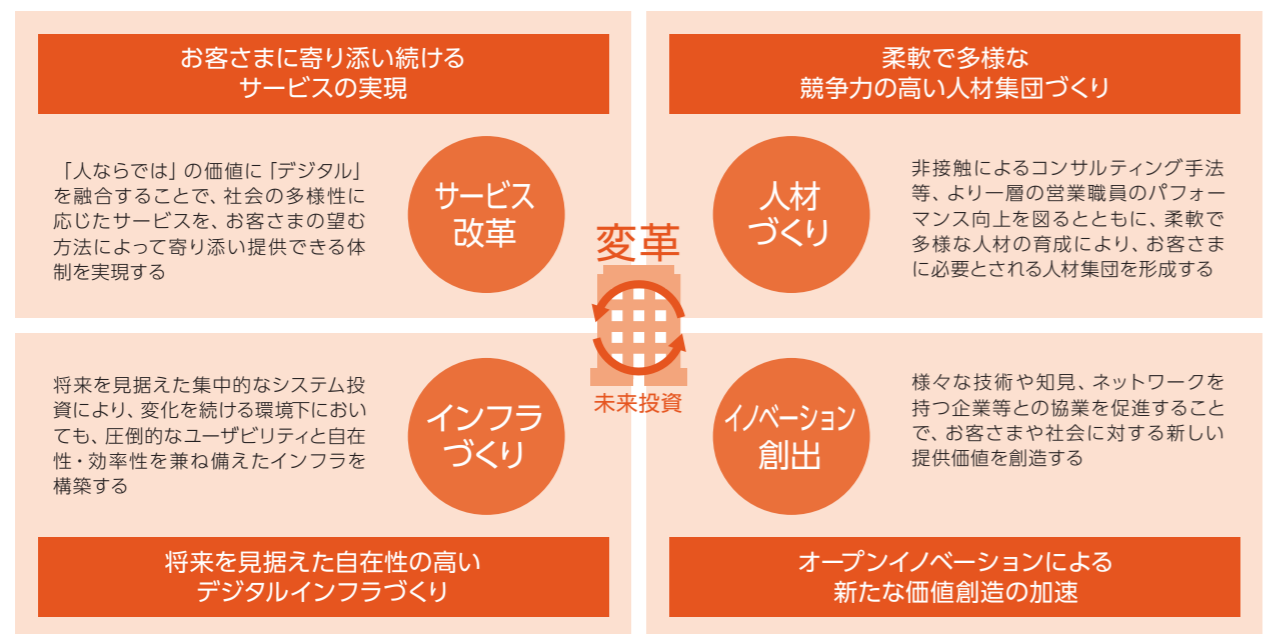 お客さまに寄り添い続ける
サービスの実現
「人ならでは」の価値に「デジタル」
を融合することで、社会の多様性に
応じたサービスを、お客さまの望む
方法によって寄り添い提供できる体
制を実現する
サービス
改革
柔軟で多様な
競争力の高い人材集団づくり
人材
づくり
非接触によるコンサルティング手法
等、より一層の営業職員のパフォー
マンス向上を図るとともに、柔軟で
多様な人材の育成により、お客さま
に必要とされる人材集団を形成する
変革
未来投資
将来を見据えた集中的なシステム投
資により、変化を続ける環境下におい
ても、圧倒的なユーザビリティと自在
性・効率性を兼ね備えたインフラを
構築する
インフラ
づくり
将来を見据えた自在性の高い
デジタルインフラづくり
イノベーション
創出
様々な技術や知見、ネットワークを
持つ企業等との協業を促進すること
で、お客さまや社会に対する新しい
提供価値を創造する
オープンイノベーションによる
新たな価値創造の加速